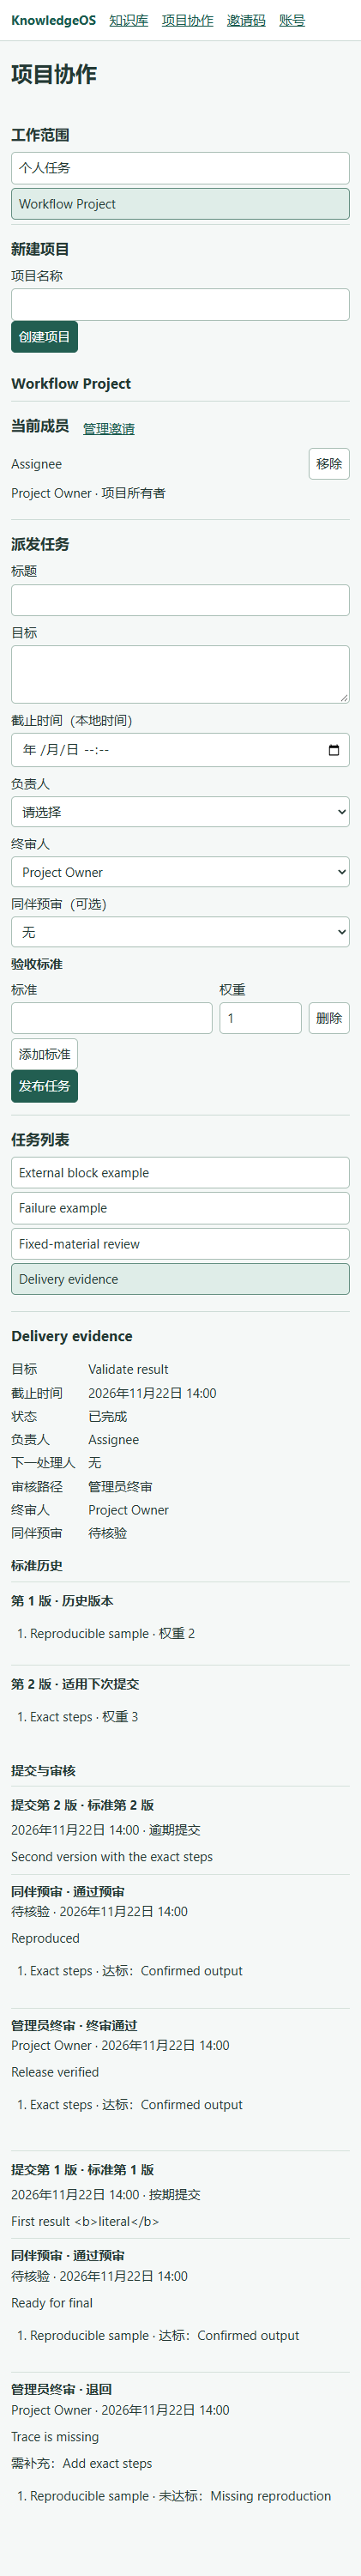 KnowledgeOS 知识库 项目协作 邀请码 账号
项目协作
工作范围
个人任务
Workflow Project
新建项目
项目名称
创建项目
Workflow Project
当前成员 管理邀请
Assignee 移除
Project Owner · 项目所有者
派发任务
标题
目标
截止时间（本地时间）
年 /月/日 --:--
负责人
请选择
终审人
Project Owner
同伴预审（可选）
无
验收标准
标准 权重
1 删除
添加标准
发布任务
任务列表
External block example
Failure example
Fixed-material review
Delivery evidence
Delivery evidence
目标 Validate result
截止时间 2026年11月22日 14:00
状态 已完成
负责人 Assignee
下一处理人 无
审核路径 管理员终审
终审人 Project Owner
同伴预审 待核验
标准历史
第 1 版 · 历史版本
1. Reproducible sample · 权重 2
第 2 版 · 适用下次提交
1. Exact steps · 权重 3
提交与审核
提交第 2 版 · 标准第 2 版
2026年11月22日 14:00 · 逾期提交
Second version with the exact steps
同伴预审 · 通过预审
待核验 · 2026年11月22日 14:00
Reproduced
1. Exact steps · 达标：Confirmed output
管理员终审 · 终审通过
Project Owner · 2026年11月22日 14:00
Release verified
1. Exact steps · 达标：Confirmed output
提交第 1 版 · 标准第 1 版
2026年11月22日 14:00 · 按期提交
First result <b>literal</b>
同伴预审 · 通过预审
待核验 · 2026年11月22日 14:00
Ready for final
1. Reproducible sample · 达标：Confirmed output
管理员终审 · 退回
Project Owner · 2026年11月22日 14:00
Trace is missing
需补充：Add exact steps
1. Reproducible sample · 未达标：Missing reproduction